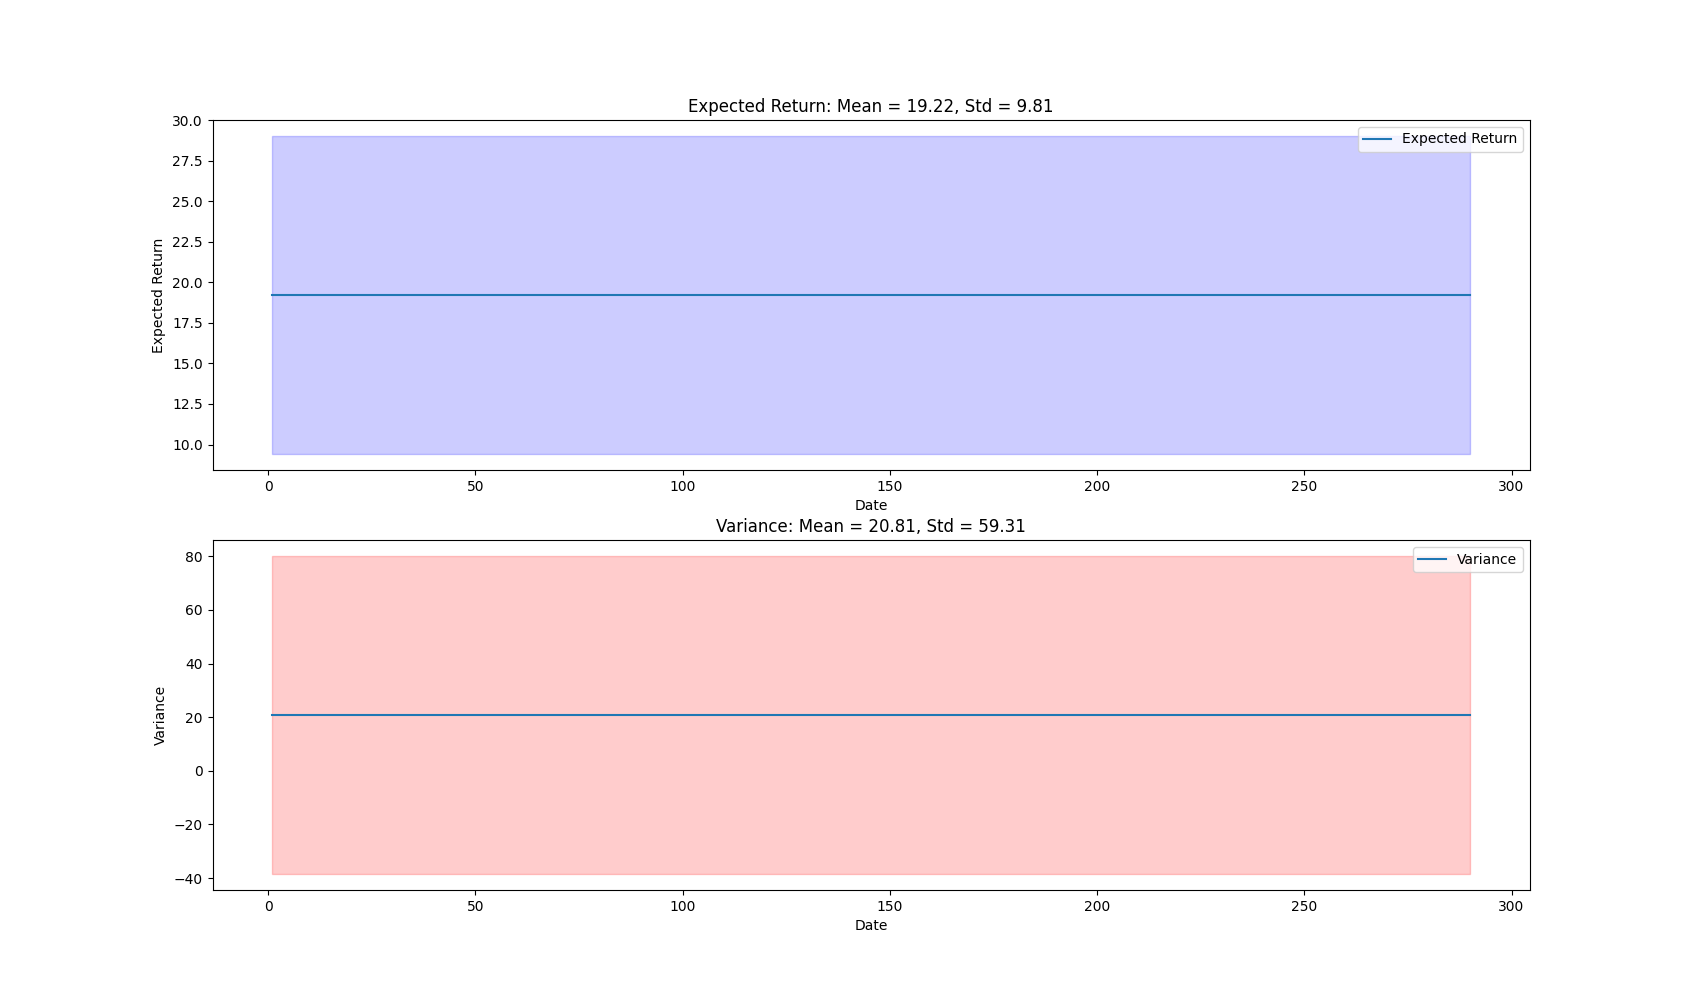 Expected Return: Mean = 19.22, Std = 9.81
30.0
27.5
25.0
22.5
20.0
17.5
15.0
12.5
10.0
Expected Return
Expected Return
0 50 100 150 200 250 300
Date
Variance: Mean = 20.81, Std = 59.31
80
60
40
20
0
−20
−40
Variance
Variance
0 50 100 150 200 250 300
Date